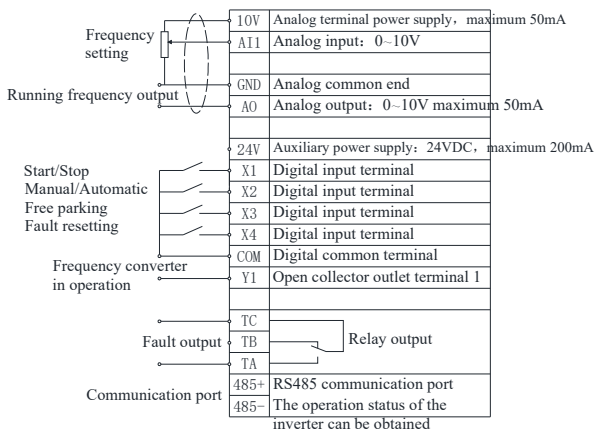 10V Analog terminal power supply，maximum 50mA
Frequency setting
AI1 Analog input：0~10V
GND Analog common end
Running frequency output
AO Analog output：0~10V maximum 50mA
24V Auxiliary power supply：24VDC，maximum 200mA
Start/Stop X1 Digital input terminal
Manual/Automatic X2 Digital input terminal
Free parking X3 Digital input terminal
Fault resetting X4 Digital input terminal
COM Digital common terminal
Frequency converter
in operation
Y1 Open collector outlet terminal 1
TC
Fault output TB Relay output
TA
Communication port
485+ RS485 communication port
485- The operation status of the
inverter can be obtained